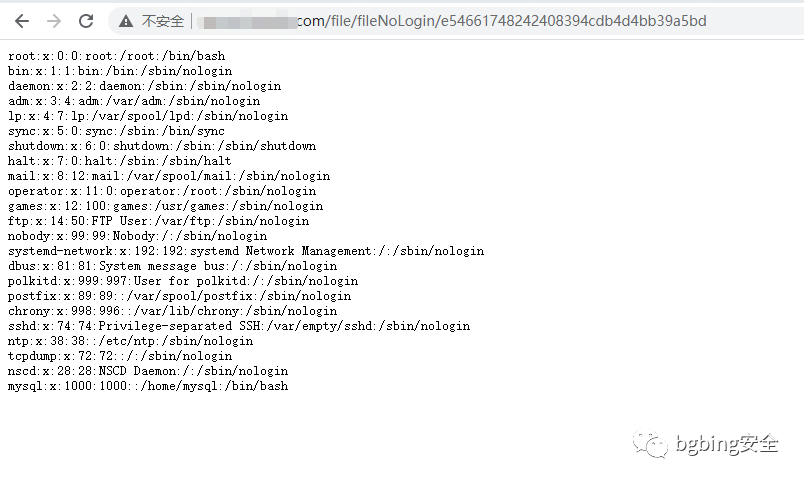 不安全 | com/file/fileNoLogin/e54661748242408394cdb4d4bb39a5bd
root:x:0:0:root:/root:/bin/bash
bin:x:1:1:bin:/bin:/sbin/nologin
daemon:x:2:2:daemon:/sbin:/sbin/nologin
adm:x:3:4:adm:/var/adm:/sbin/nologin
lp:x:4:7:lp:/var/spool/lpd:/sbin/nologin
sync:x:5:0:sync:/sbin:/bin/sync
shutdown:x:6:0:shutdown:/sbin:/sbin/shutdown
halt:x:7:0:halt:/sbin:/sbin/halt
mail:x:8:12:mail:/var/spool/mail:/sbin/nologin
operator:x:11:0:operator:/root:/sbin/nologin
games:x:12:100:games:/usr/games:/sbin/nologin
ftp:x:14:50:FTP User:/var/ftp:/sbin/nologin
nobody:x:99:99:Nobody:/:/sbin/nologin
systemd-network:x:192:192:systemd Network Management:/:/sbin/nologin
dbus:x:81:81:System message bus:/:/sbin/nologin
polkitd:x:999:997:User for polkitd:/:/sbin/nologin
postfix:x:89:89::/var/spool/postfix:/sbin/nologin
chrony:x:998:996::/var/lib/chrony:/sbin/nologin
sshd:x:74:74:Privilege-separated SSH:/var/empty/sshd:/sbin/nologin
ntp:x:38:38::/etc/ntp:/sbin/nologin
tcpdump:x:72:72::/:/sbin/nologin
nscd:x:28:28:NSCD Daemon:/:/sbin/nologin
mysql:x:1000:1000::/home/mysql:/bin/bash
bgbing安全